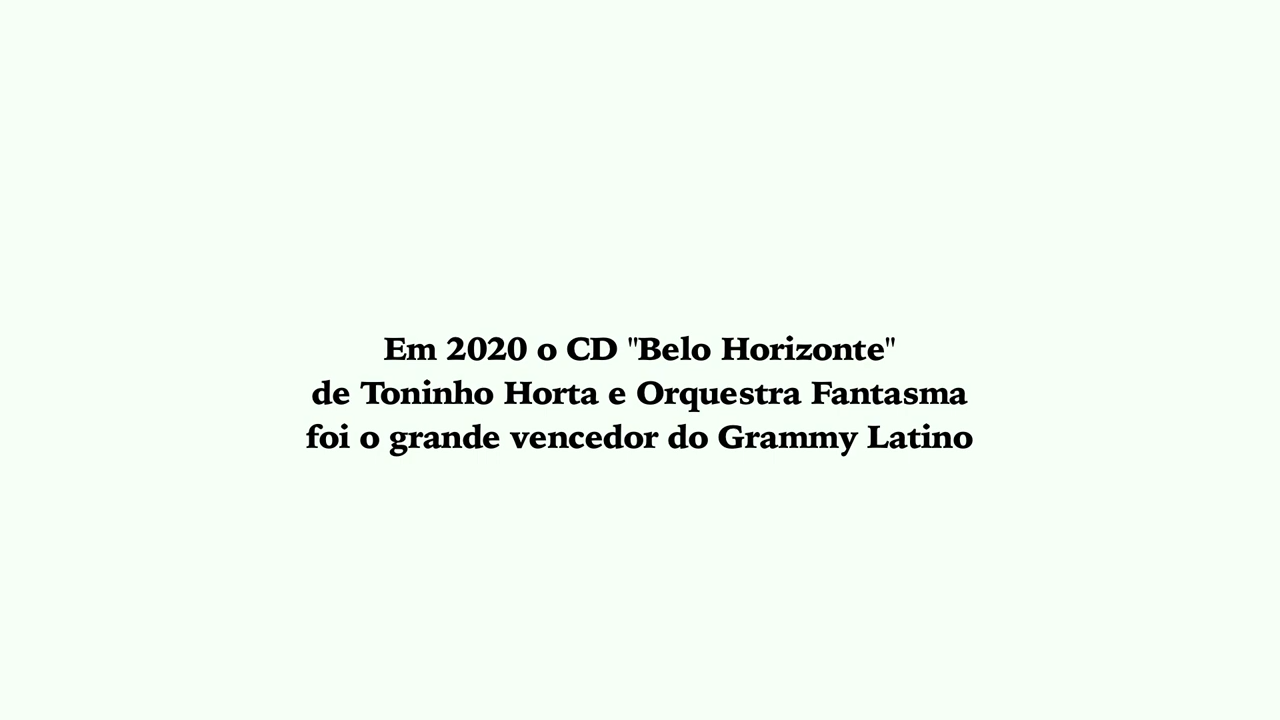 Em 2020 o CD "Belo Horizonte"
de Toninho Horta e Orquestra Fantasma
foi o grande vencedor do Grammy Latino